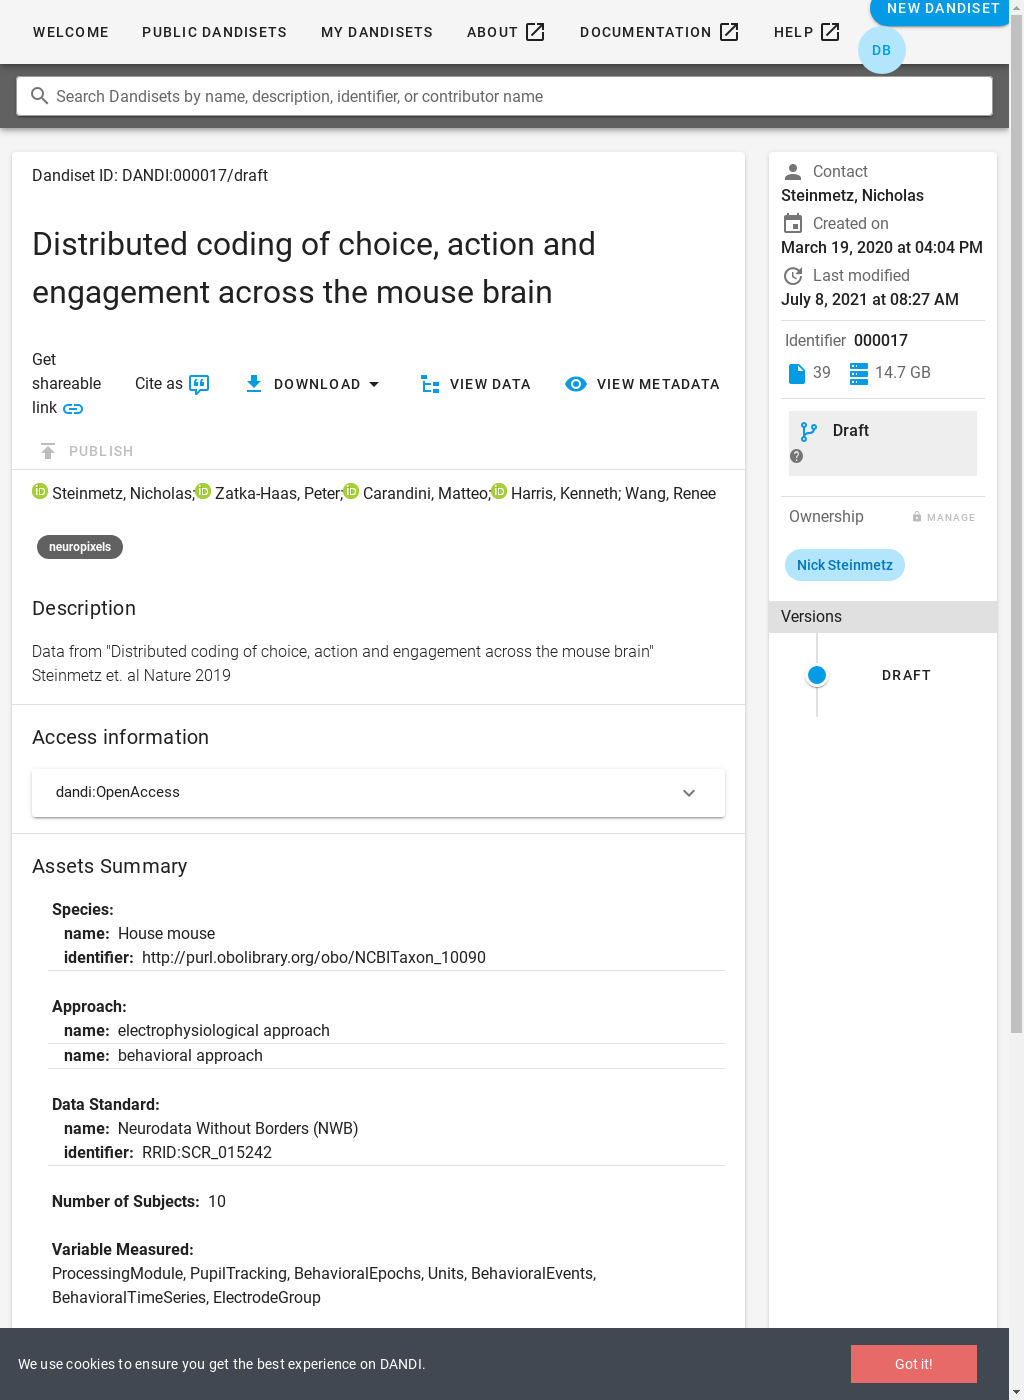 WELCOME PUBLIC DANDISETS MY DANDISETS ABOUT DOCUMENTATION HELP NEW DANDISET
DB
Search Dandisets by name, description, identifier, or contributor name
Dandiset ID: DANDI:000017/draft
Distributed coding of choice, action and
engagement across the mouse brain
Get
shareable
link
Cite as
DOWNLOAD
VIEW DATA
VIEW METADATA
PUBLISH
Steinmetz, Nicholas; Zatka-Haas, Peter; Carandini, Matteo; Harris, Kenneth; Wang, Renee
neuropixels
Description
Data from "Distributed coding of choice, action and engagement across the mouse brain"
Steinmetz et. al Nature 2019
Access information
dandi:OpenAccess
Assets Summary
Species:
name: House mouse
identifier: http://purl.obolibrary.org/obo/NCBITaxon_10090
Approach:
name: electrophysiological approach
name: behavioral approach
Data Standard:
name: Neurodata Without Borders (NWB)
identifier: RRID:SCR_015242
Number of Subjects: 10
Variable Measured:
ProcessingModule, PupilTracking, BehavioralEpochs, Units, BehavioralEvents,
BehavioralTimeSeries, ElectrodeGroup
Contact
Steinmetz, Nicholas
Created on
March 19, 2020 at 04:04 PM
Last modified
July 8, 2021 at 08:27 AM
Identifier 000017
39 14.7 GB
Draft
Ownership MANAGE
Nick Steinmetz
Versions
DRAFT
We use cookies to ensure you get the best experience on DANDI.
Got it!